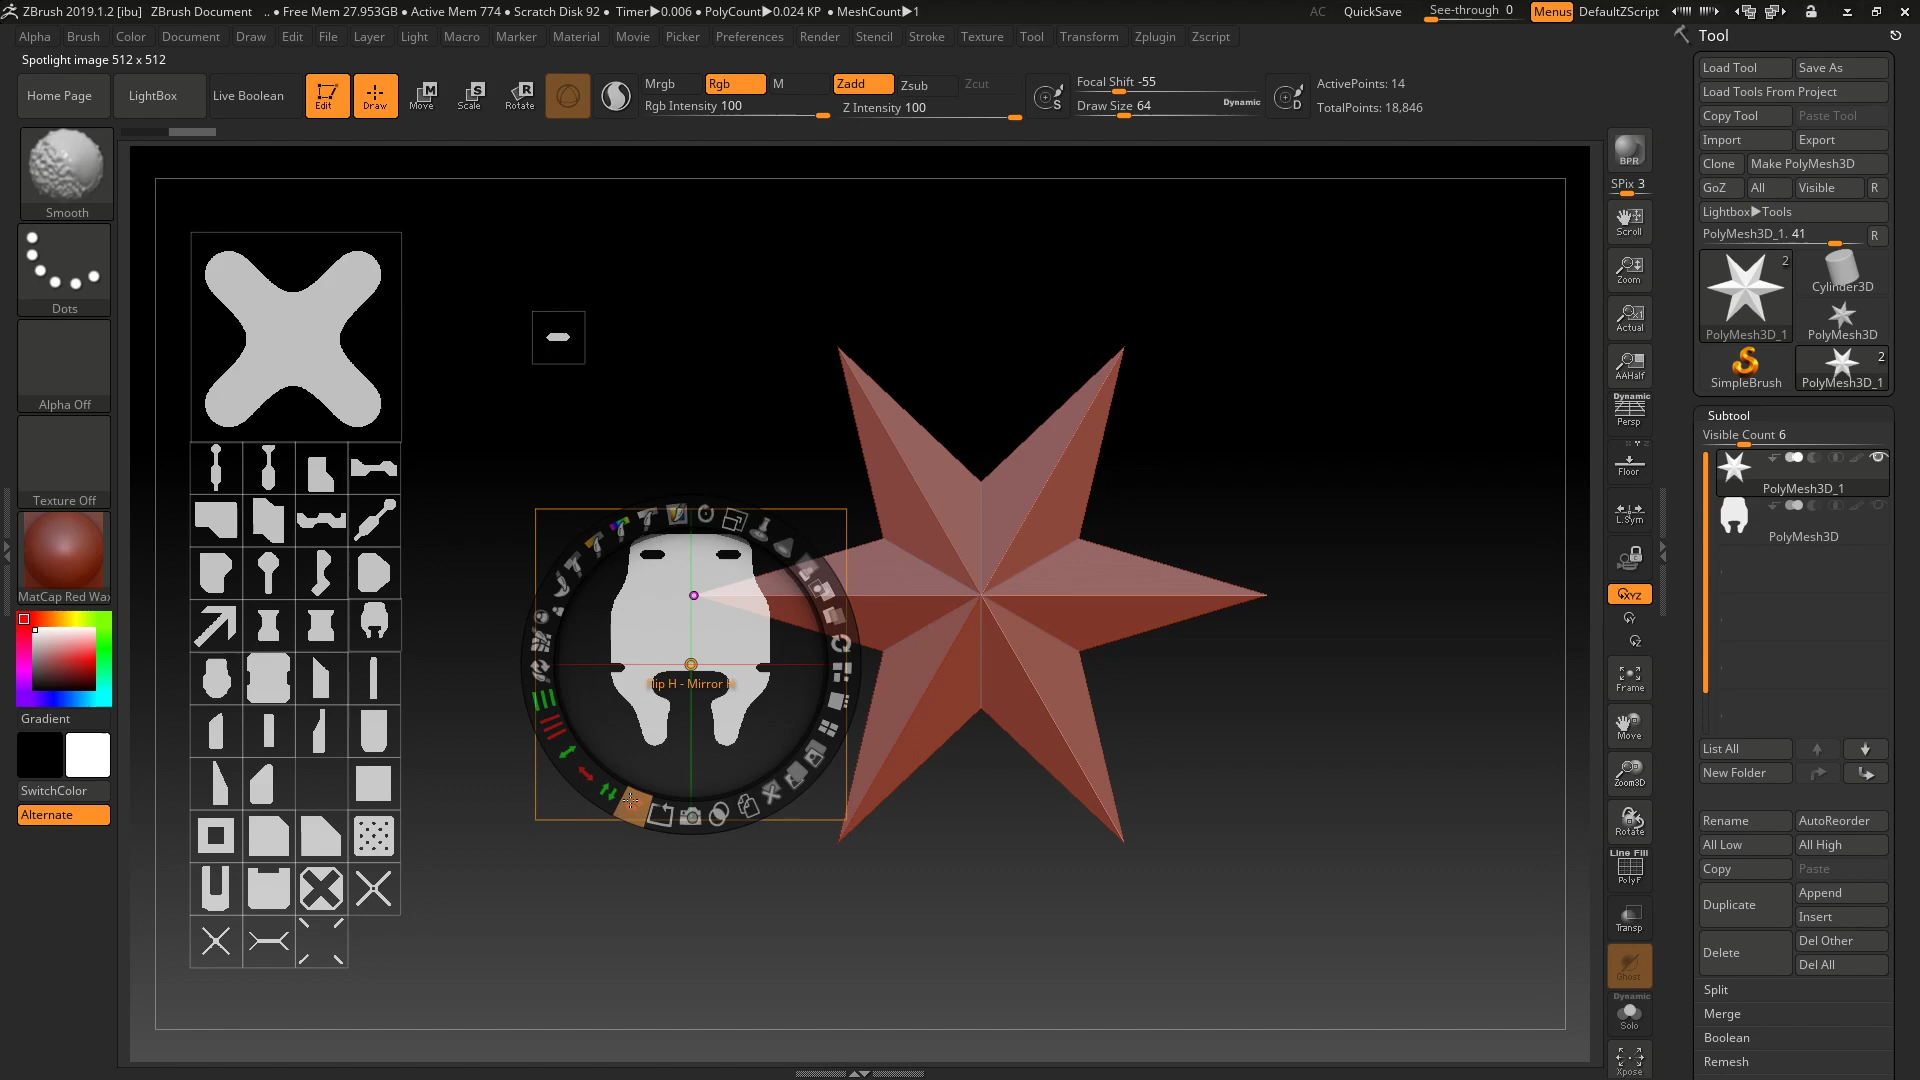 ZBrush 2019.1.2 [ibu] ZBrush Document .. • Free Mem 27.953GB • Active Mem 774 • Scratch Disk 92 • Timer▶0.006 • PolyCount▶0.024 KP • MeshCount▶1
AC QuickSave See-through 0 Menus DefaultZScript
Alpha Brush Color Document Draw Edit File Layer Light Macro Marker Material Movie Picker Preferences Render Stencil Stroke Texture Tool Transform Zplugin Zscript
Spotlight image 512 x 512
Home Page
LightBox
Live Boolean
Edit
Draw
Move
Scale
Rotate
Mrgb Rgb M
Rgb Intensity 100
Zadd Zsub Zcut
Z Intensity 100
Focal Shift -55
Draw Size 64
Dynamic
ActivePoints: 14
TotalPoints: 18,846
Smooth
Dots
Alpha Off
Texture Off
MatCap Red Wax
Gradient
SwitchColor
Alternate
Flip H - Mirror
BPR
SPix 3
Scroll
Zoom
Actual
AAHalf
Dynamic
Persp
Floor
L.Sym
XYZ
Y
Z
Frame
Move
Zoom3D
Rotate
Line Fill
PolyF
Transp
Ghost
Dynamic
Solo
Xpose
Tool
Load Tool Save As
Load Tools From Project
Copy Tool Paste Tool
Import Export
Clone Make PolyMesh3D
GoZ All Visible R
Lightbox▶Tools
PolyMesh3D_1. 41 R
2
PolyMesh3D_1
Cylinder3D
PolyMesh3D
SimpleBrush
2
PolyMesh3D_1
Subtool
Visible Count 6
PolyMesh3D_1
PolyMesh3D
List All
New Folder
Rename AutoReorder
All Low All High
Copy Paste
Duplicate Append
Insert
Delete Del Other
Del All
Split
Merge
Boolean
Remesh